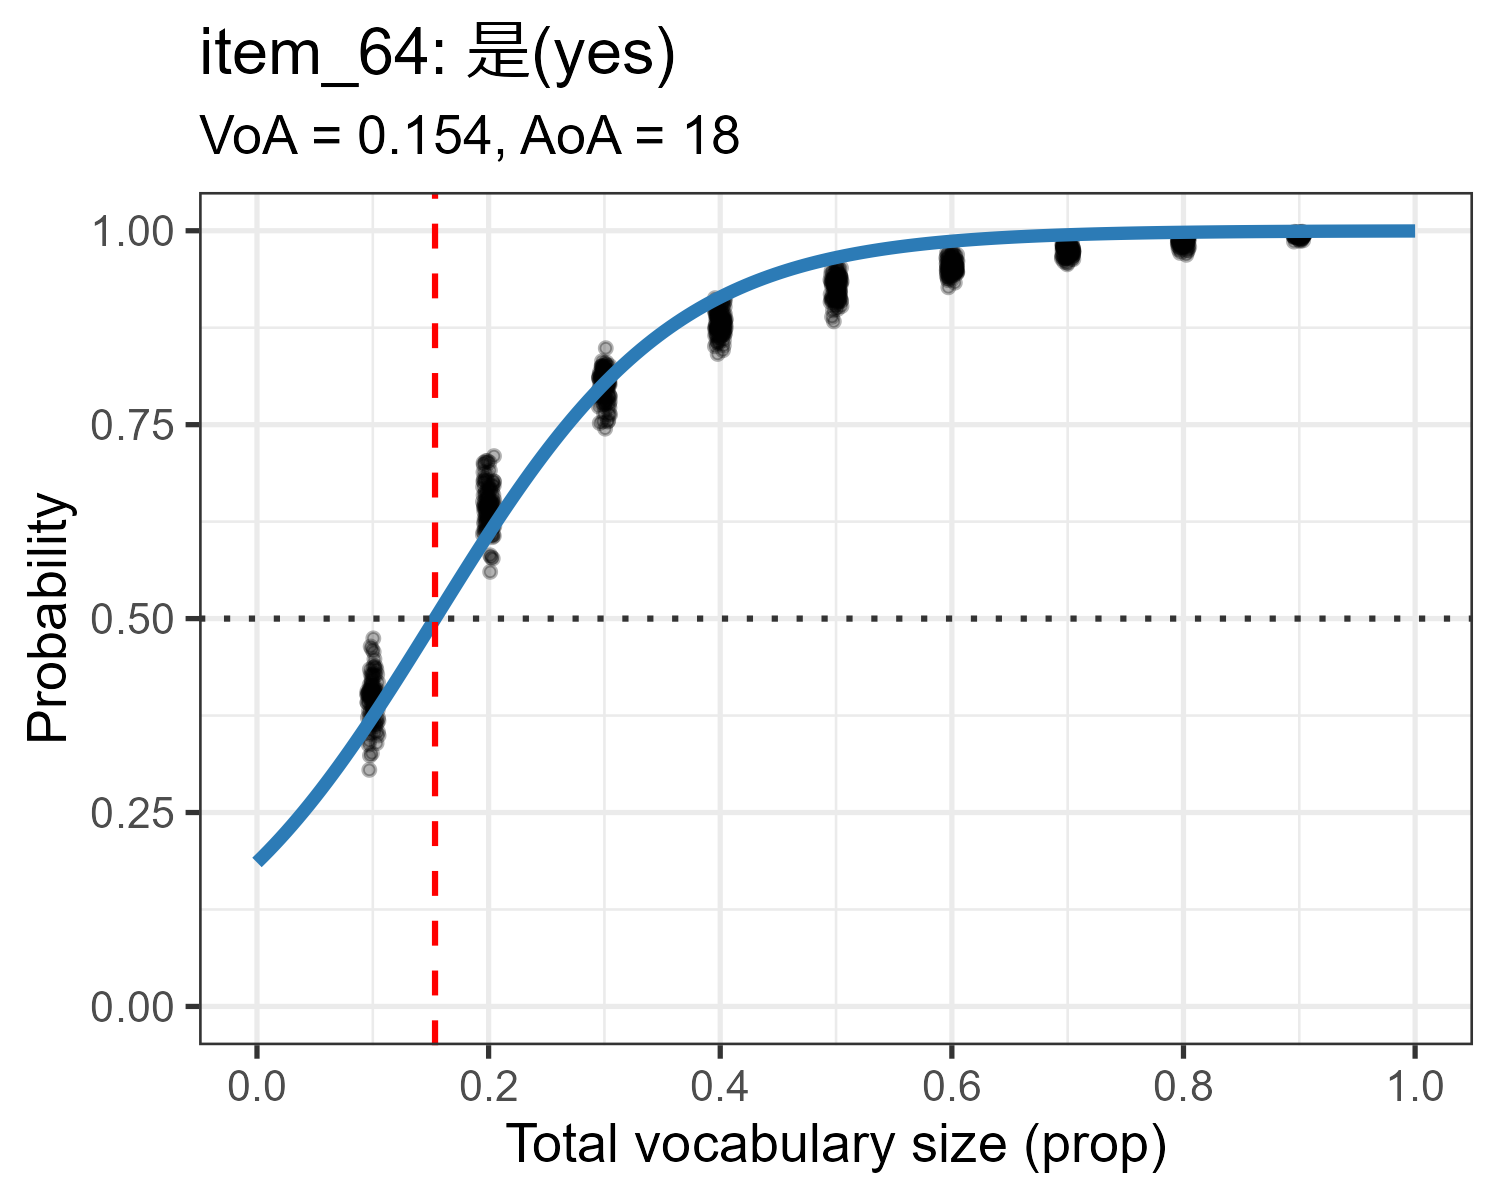 item_64: 是(yes)
VoA = 0.154, AoA = 18
1.00
0.75
0.50
0.25
0.00
Probability
0.0 0.2 0.4 0.6 0.8 1.0
Total vocabulary size (prop)